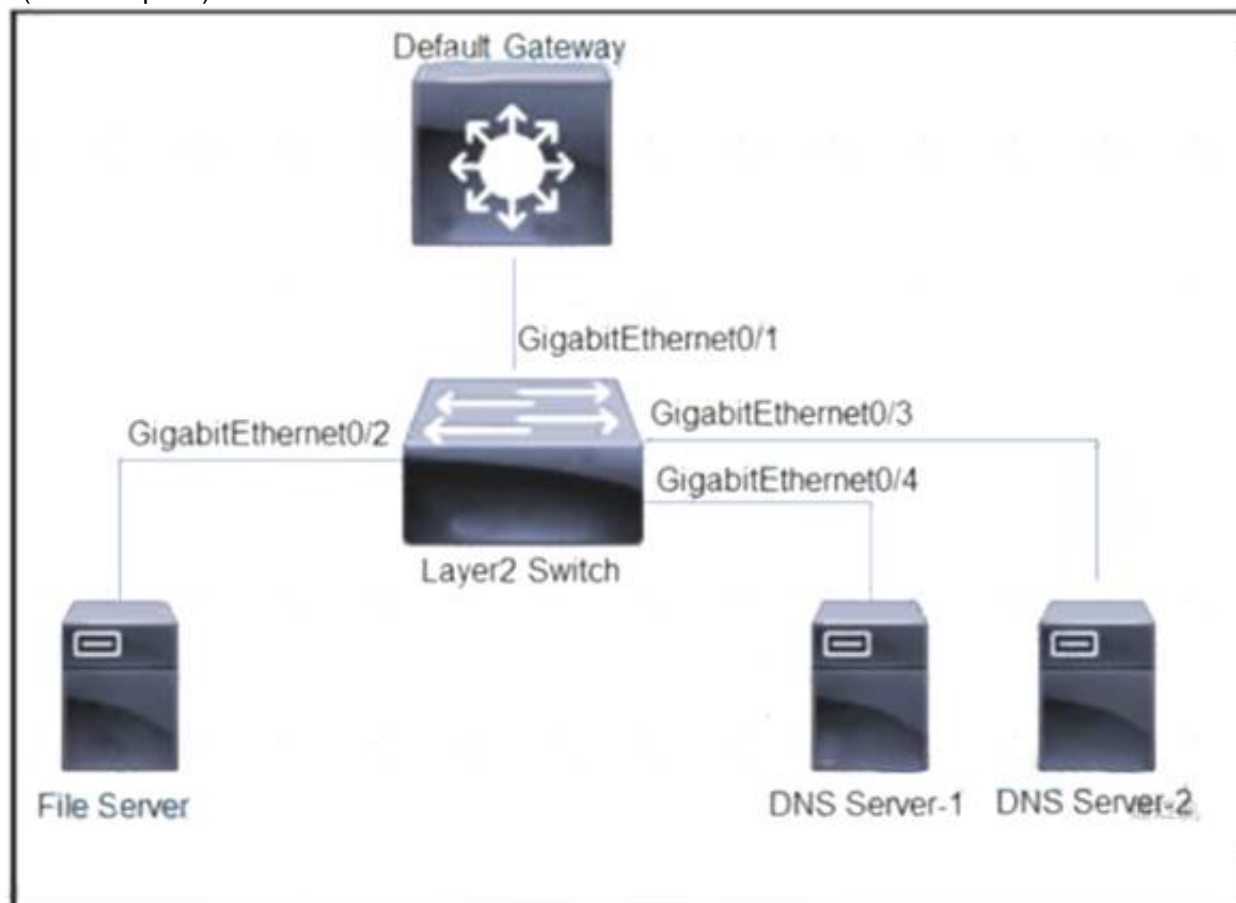 Default Gateway
GigabitEthernet0/1
GigabitEthernet0/2
GigabitEthernet0/3
GigabitEthernet0/4
Layer2 Switch
File Server
DNS Server-1
DNS Server-2